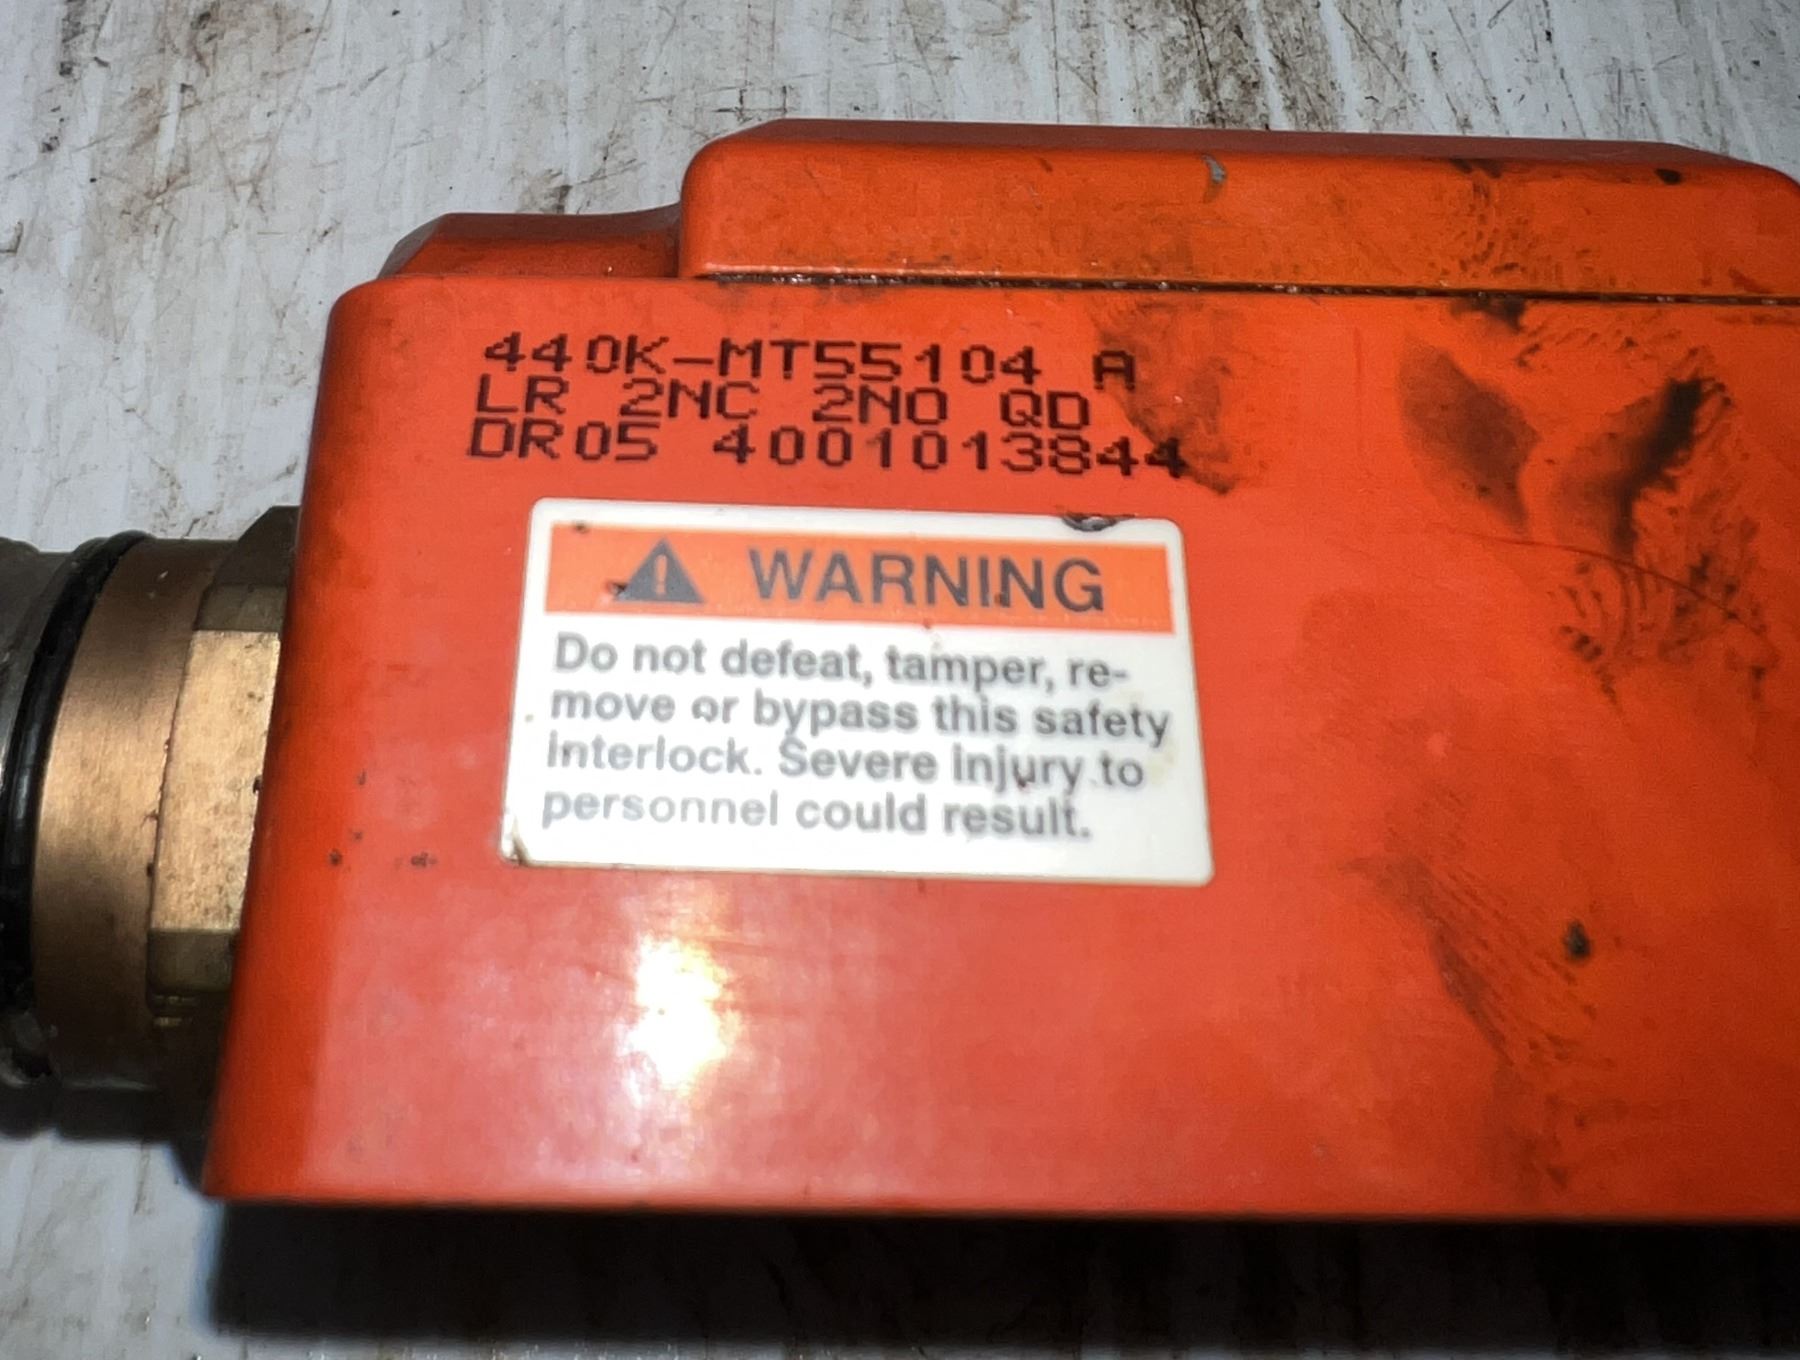 440K-MT55104 A
LR 2NC 2NO QD
DR05 4001013844
WARNING
Do not defeat, tamper, re-
move or bypass this safety
interlock. Severe injury to
personnel could result.